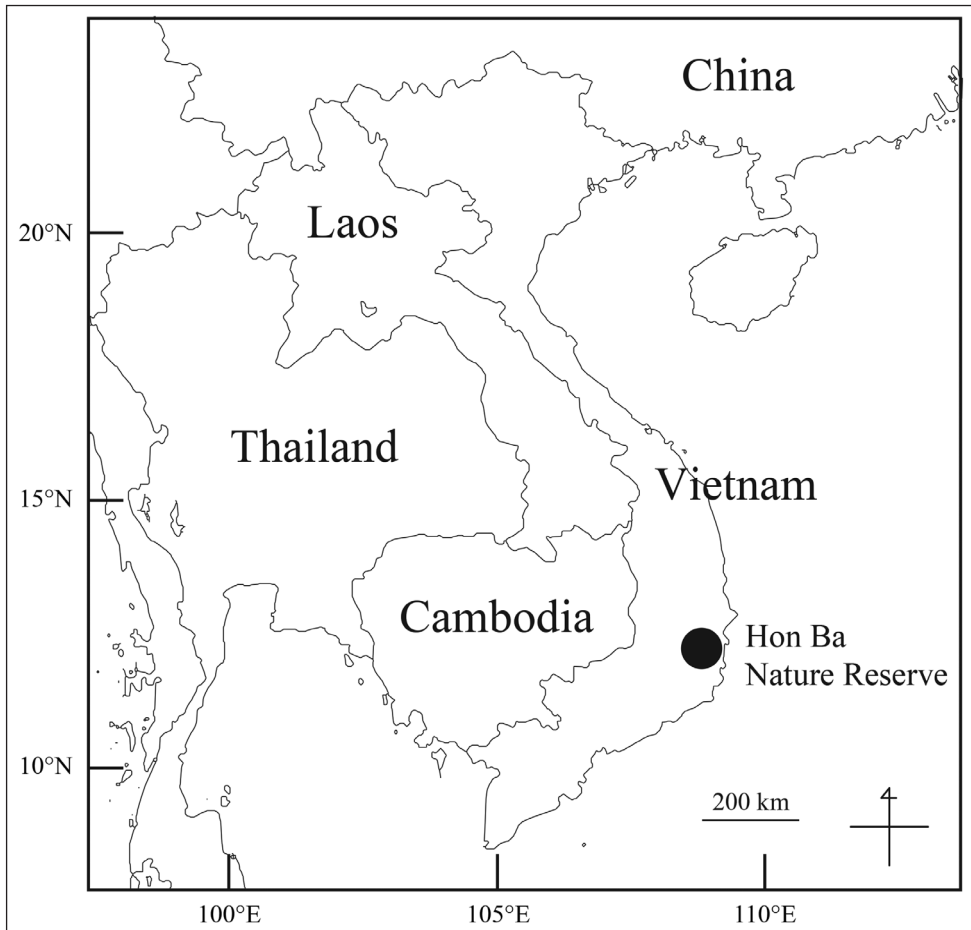 China
Laos
20°N
Thailand
Vietnam
15°N
Cambodia
Hon Ba
Nature Reserve
10°N
200 km
100°E
105°E
110°E